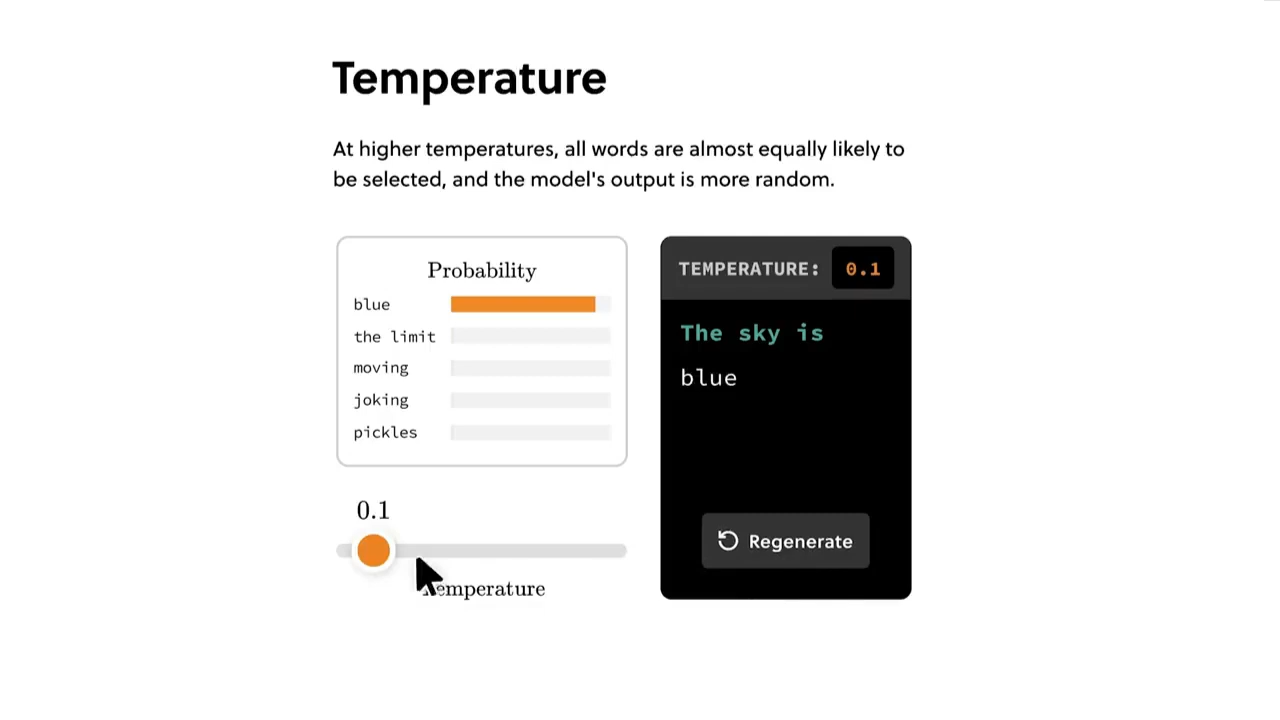 Temperature
At higher temperatures, all words are almost equally likely to
be selected, and the model's output is more random.
Probability
blue
the limit
moving
joking
pickles
0.1
Temperature
TEMPERATURE: 0.1
The sky is
blue
Regenerate